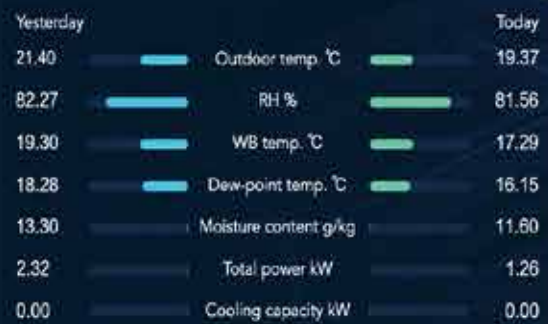 Yesterday Today
21.40 Outdoor temp. ℃ 19.37
82.27 RH % 81.56
19.30 WB temp. ℃ 17.29
18.28 Dew-point temp. ℃ 16.15
13.30 Moisture content g/kg 11.60
2.32 Total power kW 1.26
0.00 Cooling capacity kW 0.00